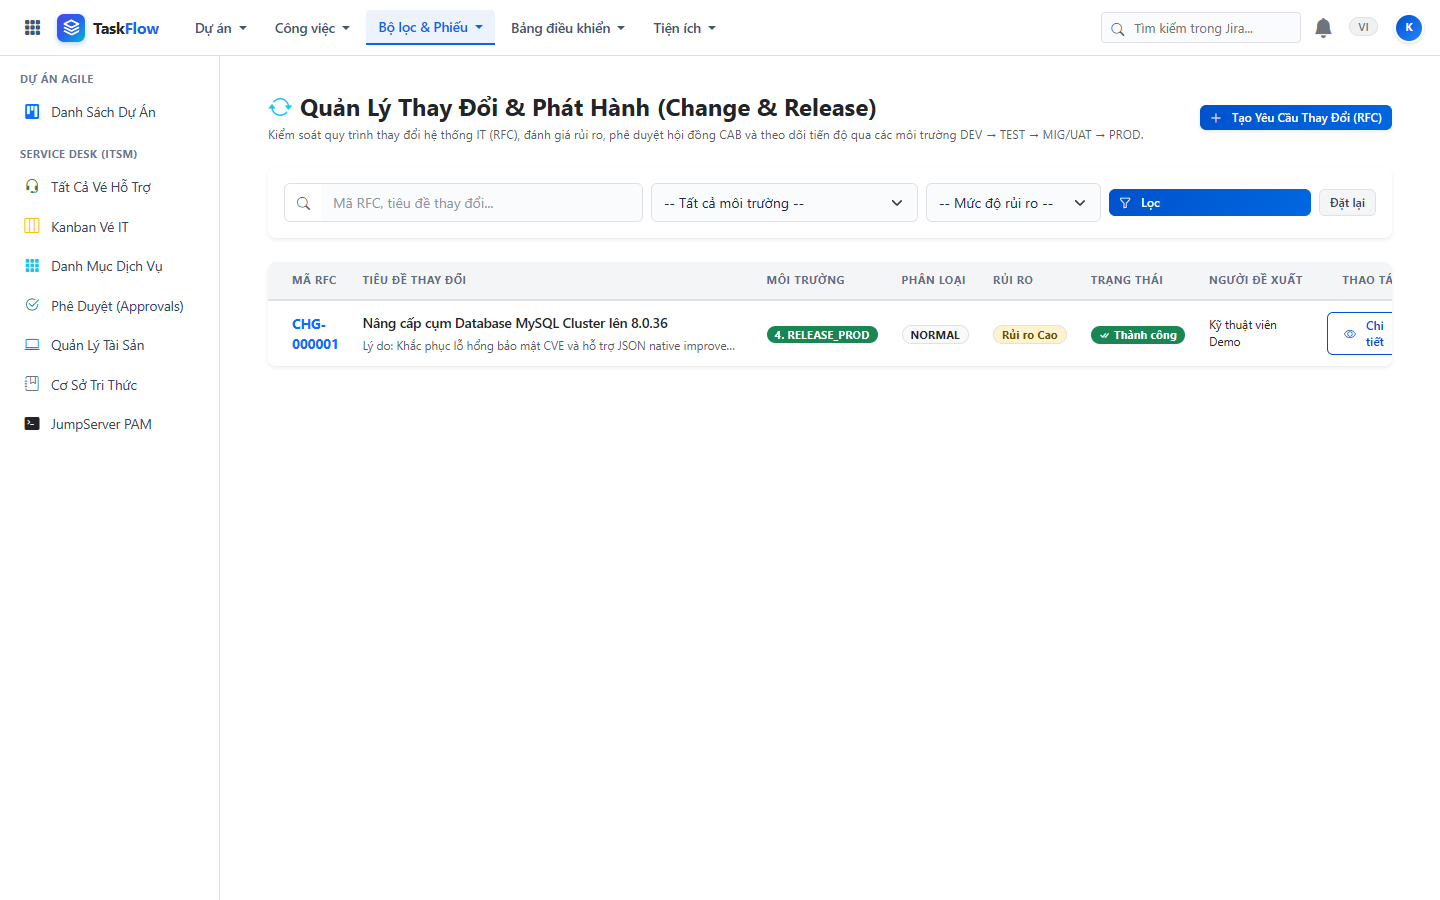 TaskFlow
Dự án
Công việc
Bộ lọc & Phiếu
Bảng điều khiển
Tiện ích
Tìm kiếm trong Jira...
VI
K
DỰ ÁN AGILE
Danh Sách Dự Án
SERVICE DESK (ITSM)
Tất Cả Vé Hỗ Trợ
Kanban Vé IT
Danh Mục Dịch Vụ
Phê Duyệt (Approvals)
Quản Lý Tài Sản
Cơ Sở Tri Thức
JumpServer PAM
Quản Lý Thay Đổi & Phát Hành (Change & Release)
Kiểm soát quy trình thay đổi hệ thống IT (RFC), đánh giá rủi ro, phê duyệt hội đồng CAB và theo dõi tiến độ qua các môi trường DEV → TEST → MIG/UAT → PROD.
Tạo Yêu Cầu Thay Đổi (RFC)
Mã RFC, tiêu đề thay đổi...
-- Tất cả môi trường --
-- Mức độ rủi ro --
Lọc
Đặt lại
MÃ RFC
TIÊU ĐỀ THAY ĐỔI
MÔI TRƯỜNG
PHÂN LOẠI
RỦI RO
TRẠNG THÁI
NGƯỜI ĐỀ XUẤT
THAO TÁ
CHG-
000001
Nâng cấp cụm Database MySQL Cluster lên 8.0.36
Lý do: Khắc phục lỗ hổng bảo mật CVE và hỗ trợ JSON native improve...
4. RELEASE_PROD
NORMAL
Rủi ro Cao
Thành công
Kỹ thuật viên
Demo
Chi
tiết